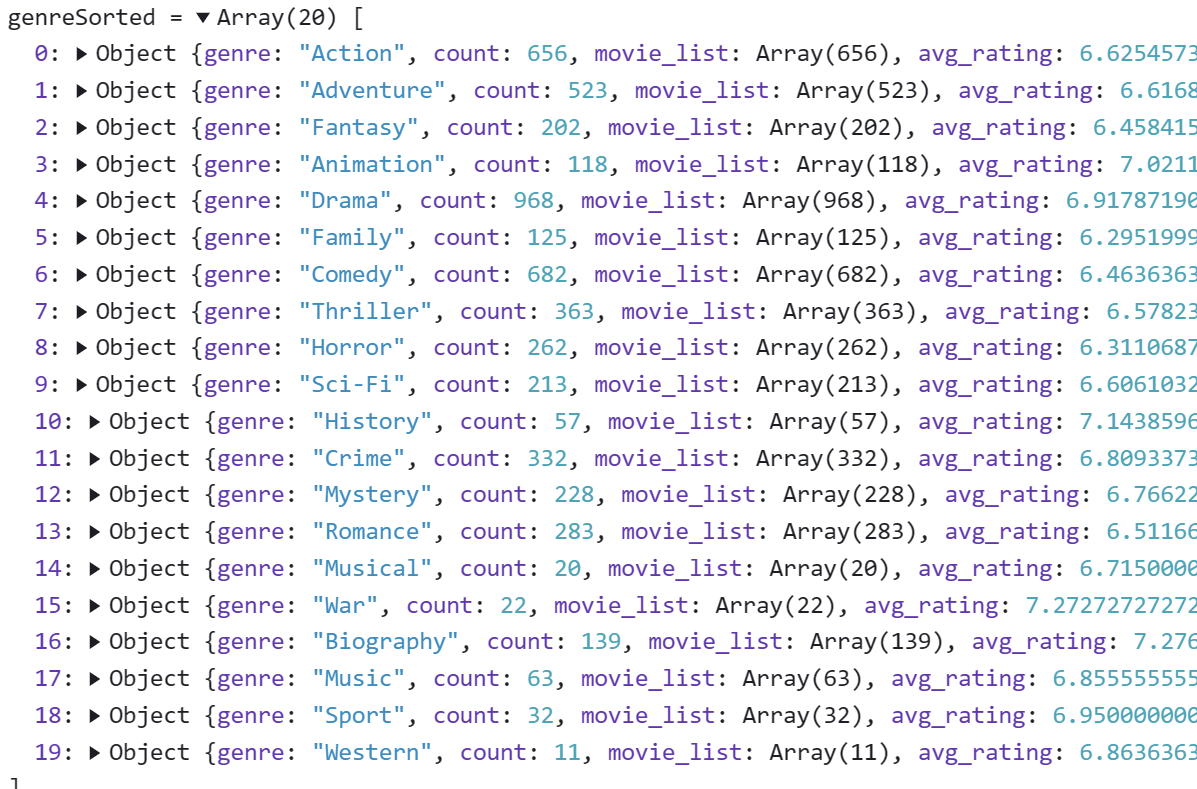 genreSorted = ▼Array(20) [
0: ▶Object {genre: "Action", count: 656, movie_list: Array(656), avg_rating: 6.6254573
1: ▶Object {genre: "Adventure", count: 523, movie_list: Array(523), avg_rating: 6.6168
2: ▶Object {genre: "Fantasy", count: 202, movie_list: Array(202), avg_rating: 6.458415
3: ▶Object {genre: "Animation", count: 118, movie_list: Array(118), avg_rating: 7.0211
4: ▶Object {genre: "Drama", count: 968, movie_list: Array(968), avg_rating: 6.91787190
5: ▶Object {genre: "Family", count: 125, movie_list: Array(125), avg_rating: 6.2951999
6: ▶Object {genre: "Comedy", count: 682, movie_list: Array(682), avg_rating: 6.4636363
7: ▶Object {genre: "Thriller", count: 363, movie_list: Array(363), avg_rating: 6.57823
8: ▶Object {genre: "Horror", count: 262, movie_list: Array(262), avg_rating: 6.3110687
9: ▶Object {genre: "Sci-Fi", count: 213, movie_list: Array(213), avg_rating: 6.6061032
10: ▶Object {genre: "History", count: 57, movie_list: Array(57), avg_rating: 7.1438596
11: ▶Object {genre: "Crime", count: 332, movie_list: Array(332), avg_rating: 6.8093373
12: ▶Object {genre: "Mystery", count: 228, movie_list: Array(228), avg_rating: 6.76622
13: ▶Object {genre: "Romance", count: 283, movie_list: Array(283), avg_rating: 6.51166
14: ▶Object {genre: "Musical", count: 20, movie_list: Array(20), avg_rating: 6.7150000
15: ▶Object {genre: "War", count: 22, movie_list: Array(22), avg_rating: 7.27272727272
16: ▶Object {genre: "Biography", count: 139, movie_list: Array(139), avg_rating: 7.276
17: ▶Object {genre: "Music", count: 63, movie_list: Array(63), avg_rating: 6.855555555
18: ▶Object {genre: "Sport", count: 32, movie_list: Array(32), avg_rating: 6.950000000
19: ▶Object {genre: "Western", count: 11, movie_list: Array(11), avg_rating: 6.8636363
]